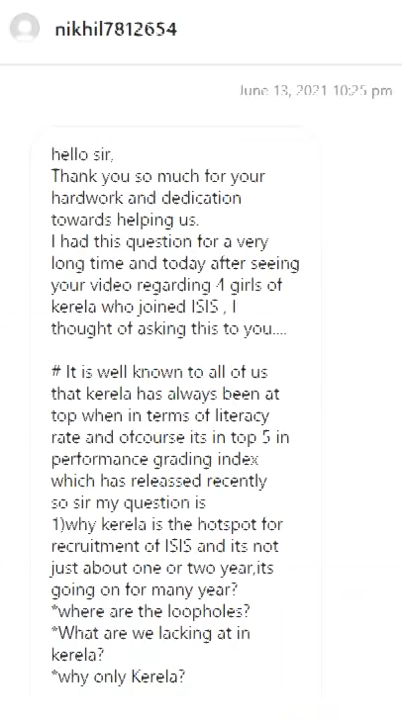 nikhil7812654
June 13, 2021 10:25 pm
hello sir,
Thank you so much for your
hardwork and dedication
towards helping us.
I had this question for a very
long time and today after seeing
your video regarding 4 girls of
kerela who joined ISIS , I
thought of asking this to you....
# It is well known to all of us
that kerela has always been at
top when in terms of literacy
rate and ofcourse its in top 5 in
performance grading index
which has releassed recently
so sir my question is
1)why kerela is the hotspot for
recruitment of ISIS and its not
just about one or two year,its
going on for many year?
*where are the loopholes?
*What are we lacking at in
kerela?
*why only Kerela?